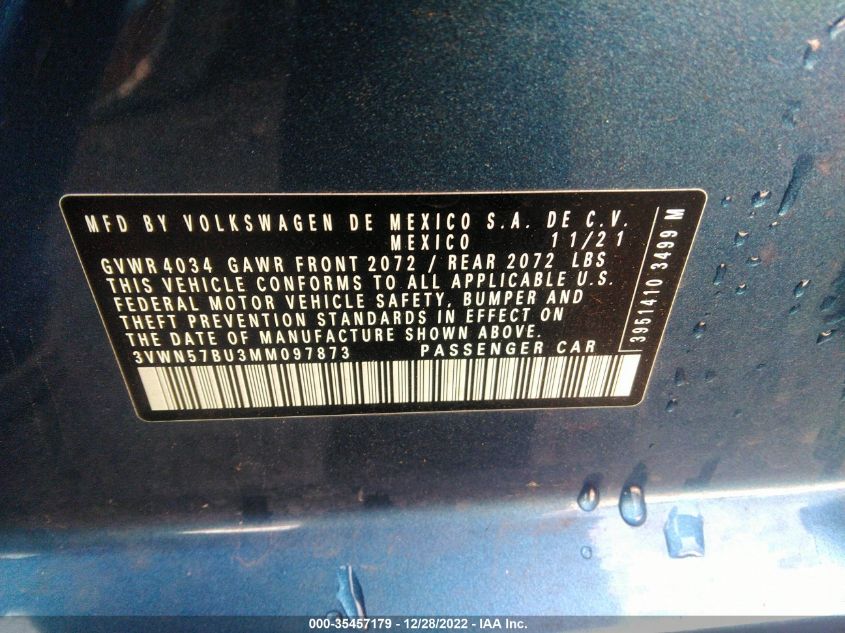 MFD BY VOLKSWAGEN DE MEXICO S.A. DE C.V.
MEXICO 11/21
GVWR 4034 GAWR FRONT 2072 / REAR 2072 LBS
THIS VEHICLE CONFORMS TO ALL APPLICABLE U.S.
FEDERAL MOTOR VEHICLE SAFETY, BUMPER AND
THEFT PREVENTION STANDARDS IN EFFECT ON
THE DATE OF MANUFACTURE SHOWN ABOVE.
3VWN57BU3MM097873 PASSENGER CAR
3951410 3499 M
000-35457179 - 12/28/2022 - IAA Inc.